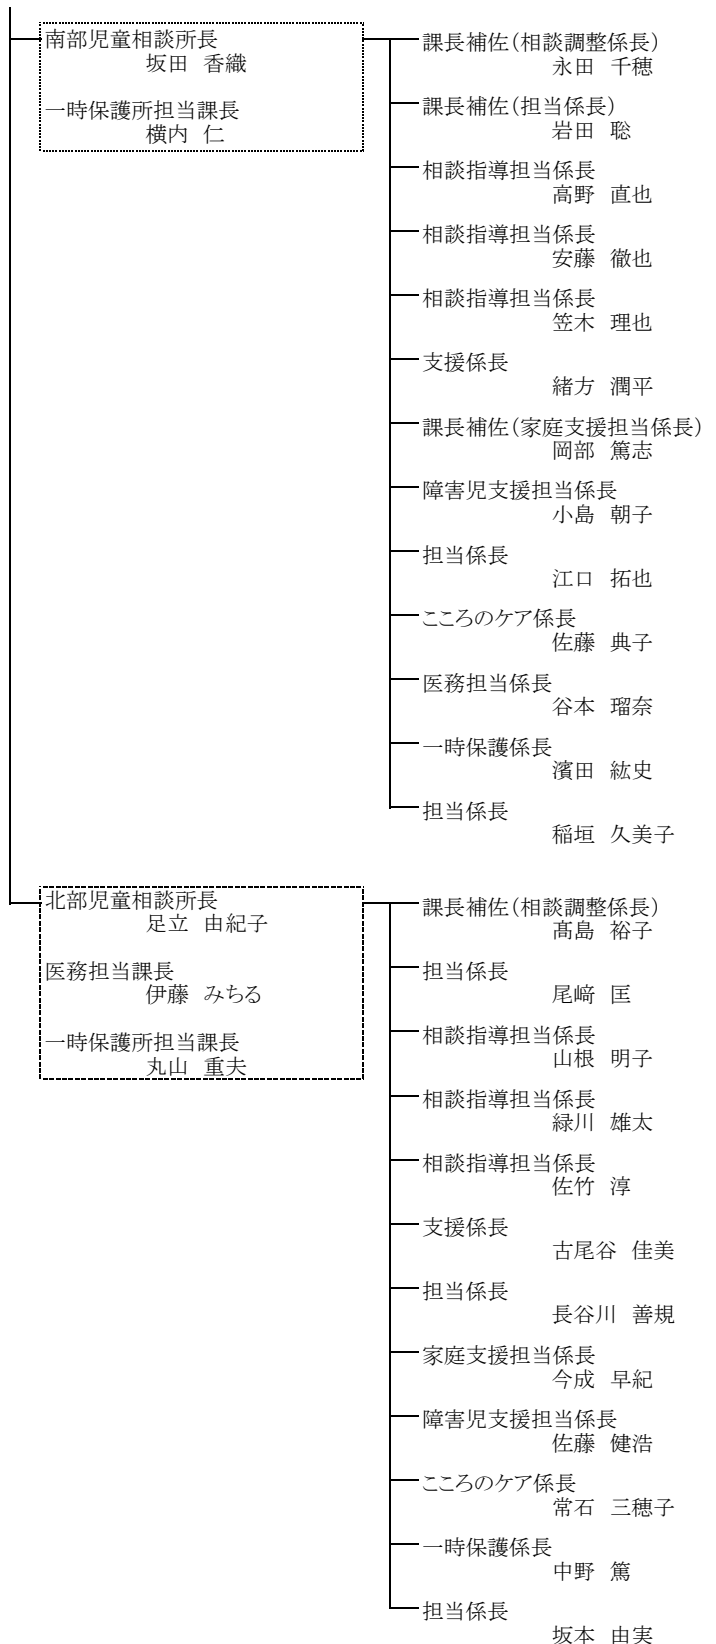 南部児童相談所長
坂田 香織
一時保護所担当課長
横内 仁
課長補佐(相談調整係長)
永田 千穂
課長補佐(担当係長)
岩田 聡
相談指導担当係長
高野 直也
相談指導担当係長
安藤 徹也
相談指導担当係長
笠木 理也
支援係長
緒方 潤平
課長補佐(家庭支援担当係長)
岡部 篤志
障害児支援担当係長
小島 朝子
担当係長
江口 拓也
こころのケア係長
佐藤 典子
医務担当係長
谷本 瑠奈
一時保護係長
濱田 紘史
担当係長
稲垣 久美子
北部児童相談所長
足立 由紀子
医務担当課長
伊藤 みちる
一時保護所担当課長
丸山 重夫
課長補佐(相談調整係長)
髙島 裕子
担当係長
尾﨑 匡
相談指導担当係長
山根 明子
相談指導担当係長
緑川 雄太
相談指導担当係長
佐竹 淳
支援係長
古尾谷 佳美
担当係長
長谷川 善規
家庭支援担当係長
今成 早紀
障害児支援担当係長
佐藤 健浩
こころのケア係長
常石 三穂子
一時保護係長
中野 篤
担当係長
坂本 由実